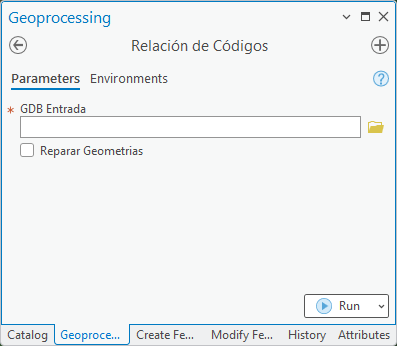 Geoprocessing
Relación de Códigos
Parameters Environments
* GDB Entrada
Reparar Geometrias
Run
Catalog Geoproce... Create Fe... Modify Fe... History Attributes